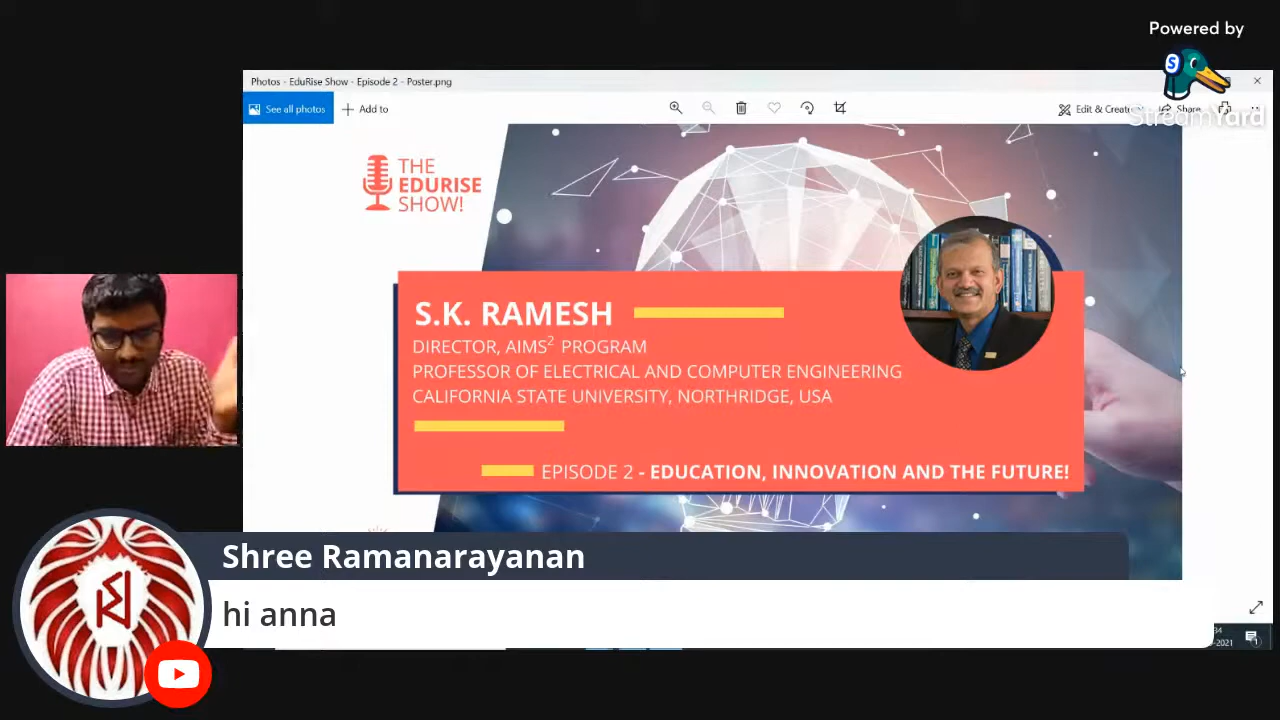 Powered by
StreamYard
Photos - EduRise Show - Episode 2 - Poster.png
See all photos
Add to
Edit & Create
Share
THE
EDURISE
SHOW!
S.K. RAMESH
DIRECTOR, AIMS² PROGRAM
PROFESSOR OF ELECTRICAL AND COMPUTER ENGINEERING
CALIFORNIA STATE UNIVERSITY, NORTHRIDGE, USA
EPISODE 2 - EDUCATION, INNOVATION AND THE FUTURE!
Shree Ramanarayanan
hi anna